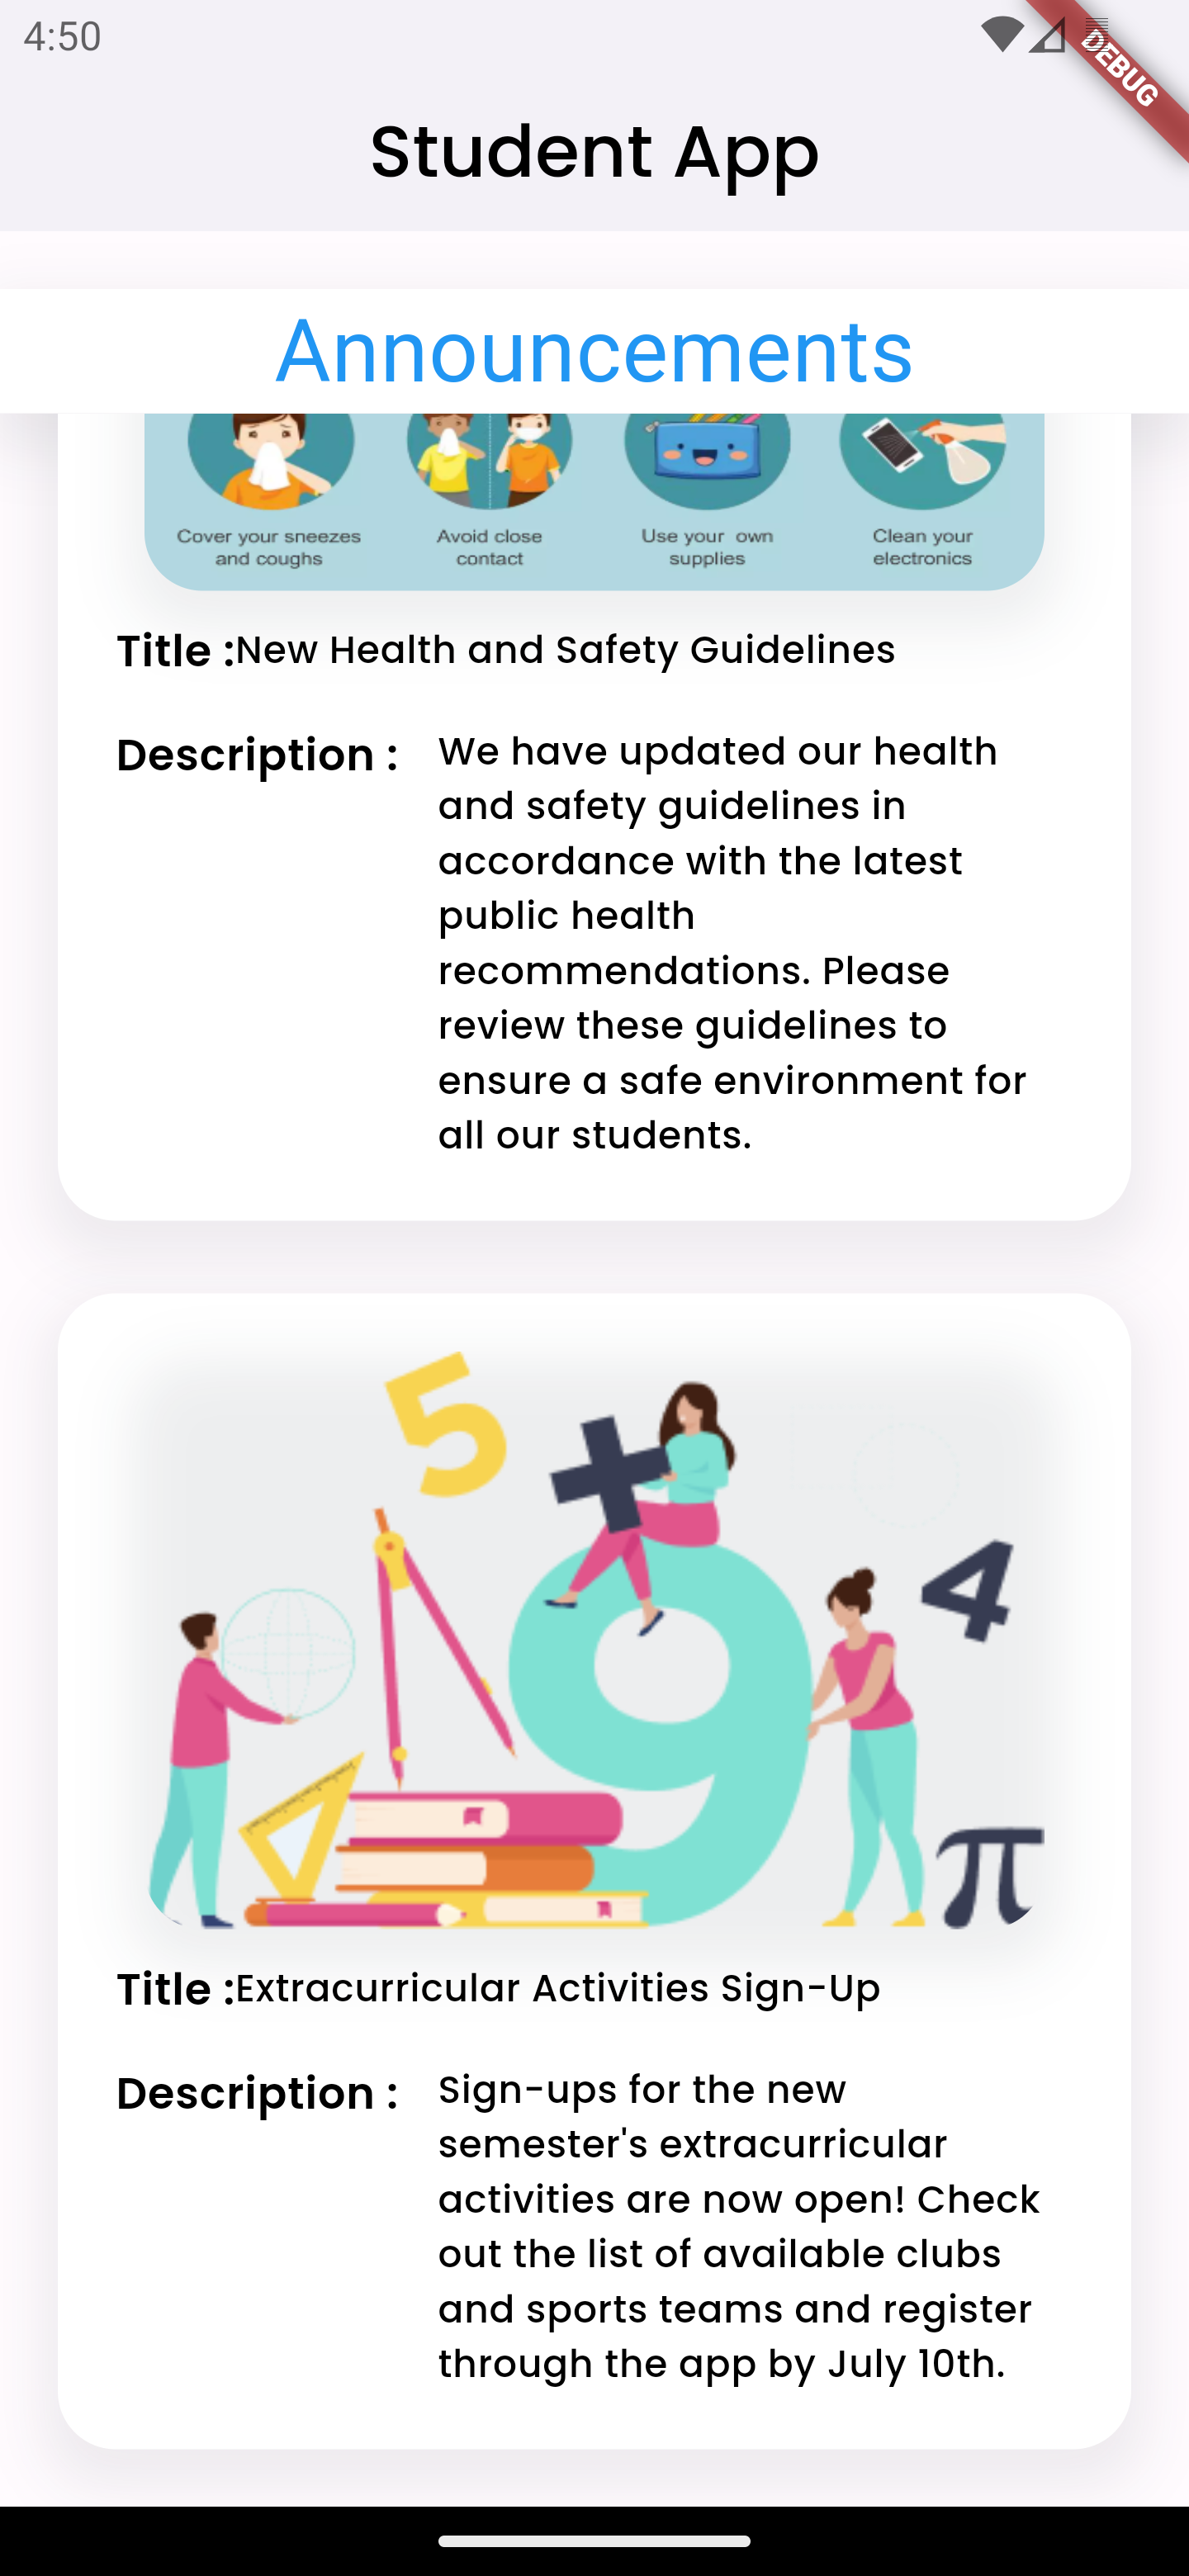 4:50
DEBUG
Student App
Announcements
Cover your sneezes
and coughs
Avoid close
contact
Use your own
supplies
Clean your
electronics
Title :New Health and Safety Guidelines
Description :
We have updated our health
and safety guidelines in
accordance with the latest
public health
recommendations. Please
review these guidelines to
ensure a safe environment for
all our students.
5
9
4
π
Title :Extracurricular Activities Sign-Up
Description :
Sign-ups for the new
semester's extracurricular
activities are now open! Check
out the list of available clubs
and sports teams and register
through the app by July 10th.